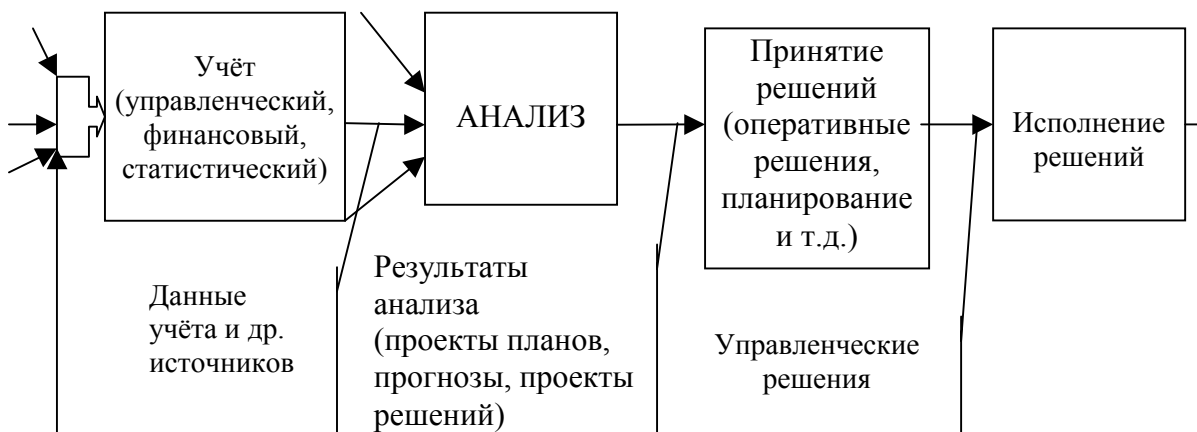 Учёт
(управленческий,
финансовый,
статистический)
АНАЛИЗ
Принятие
решений
(оперативные
решения,
планирование
и т.д.)
Исполнение
решений
Данные
учёта и др.
источников
Результаты
анализа
(проекты планов,
прогнозы, проекты
решений)
Управленческие
решения